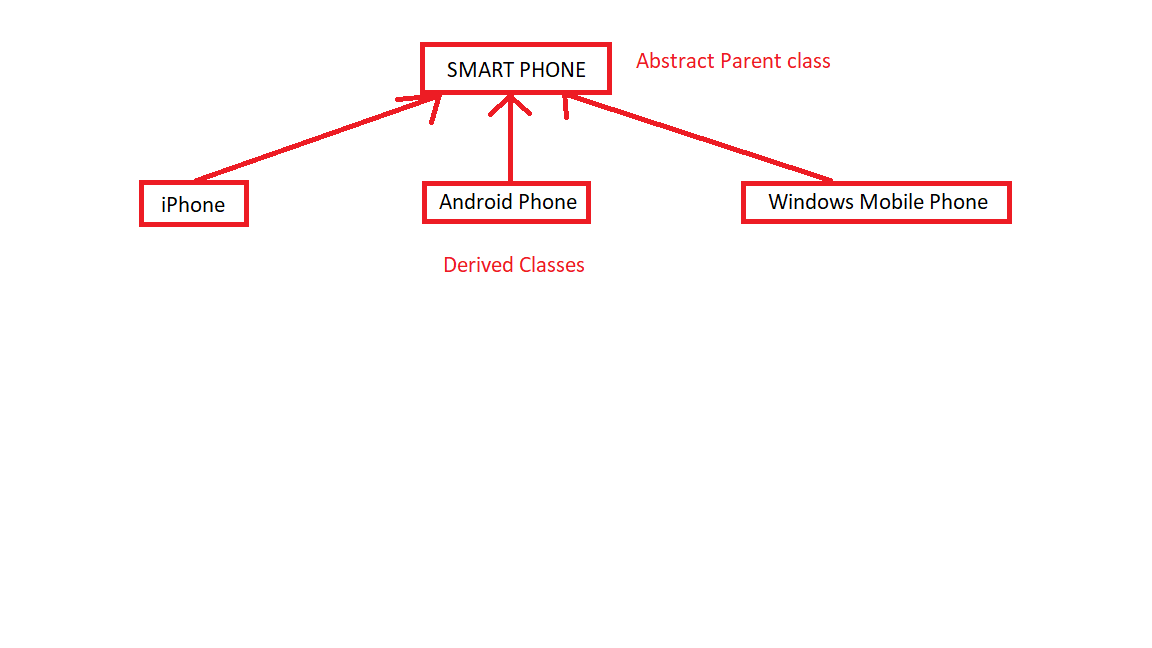 SMART PHONE
Abstract Parent class
iPhone
Android Phone
Windows Mobile Phone
Derived Classes